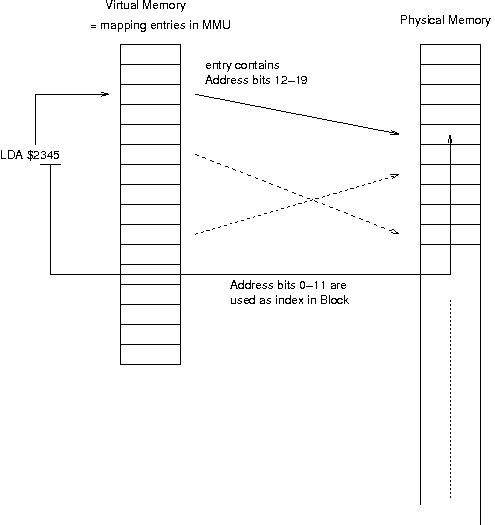 Virtual Memory
= mapping entries in MMU
Physical Memory
entry contains
Address bits 12–19
LDA $2345
Address bits 0–11 are
used as index in Block